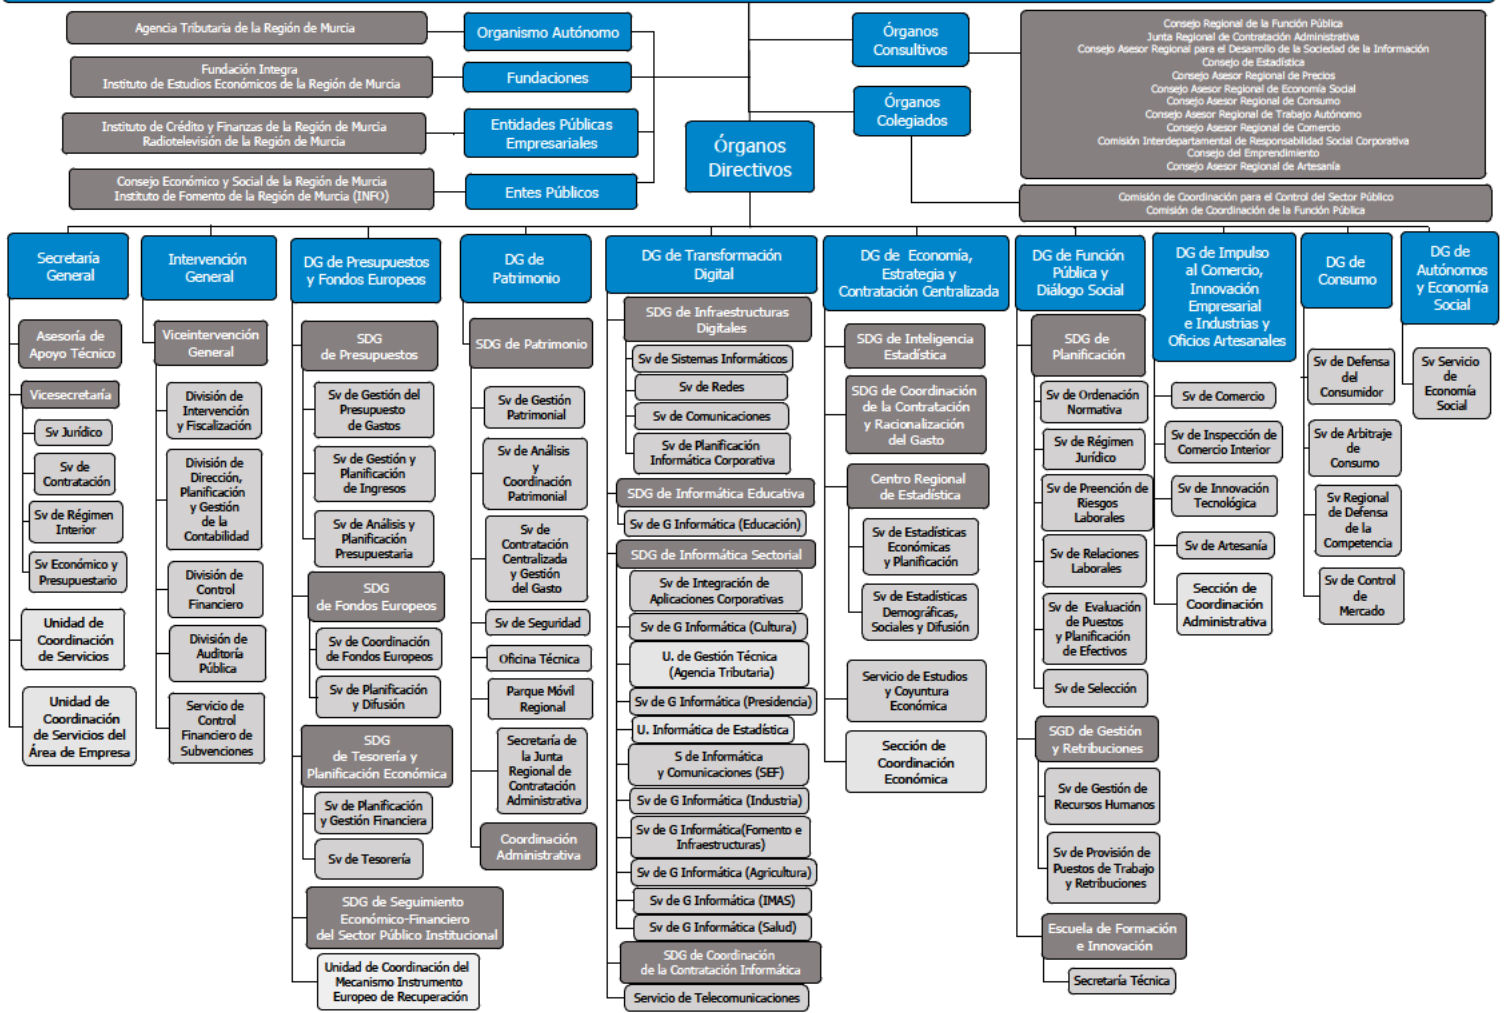 Agencia Tributaria de la Región de Murcia
Organismo Autónomo
Fundación Integra
Instituto de Estudios Económicos de la Región de Murcia
Fundaciones
Instituto de Crédito y Finanzas de la Región de Murcia
Radiotelevisión de la Región de Murcia
Entidades Públicas
Empresariales
Consejo Económico y Social de la Región de Murcia
Instituto de Fomento de la Región de Murcia (INFO)
Entes Públicos
Órganos
Consultivos
Consejo Regional de la Función Pública
Junta Regional de Contratación Administrativa
Consejo Asesor Regional para el Desarrollo de la Sociedad de la Información
Consejo de Estadística
Consejo Asesor Regional de Precios
Consejo Asesor Regional de Economía Social
Consejo Asesor Regional de Consumo
Consejo Asesor Regional de Trabajo Autónomo
Consejo Asesor Regional de Comercio
Comisión Interdepartamental de Responsabilidad Social Corporativa
Consejo del Emprendimiento
Consejo Asesor Regional de Artesanía
Órganos
Colegiados
Comisión de Coordinación para el Control del Sector Público
Comisión de Coordinación de la Función Pública
Órganos
Directivos
Secretaría
General
Asesoría de
Apoyo Técnico
Vicesecretaría
Sv Jurídico
Sv de
Contratación
Sv de Régimen
Interior
Sv Económico y
Presupuestario
Unidad de
Coordinación
de Servicios
Unidad de
Coordinación
de Servicios del
Área de Empresa
Intervención
General
Viceintervención
General
División de
Intervención
y Fiscalización
División de
Dirección,
Planificación
y Gestión
de la
Contabilidad
División de
Control
Financiero
División de
Auditoría
Pública
Servicio de
Control
Financiero de
Subvenciones
DG de Presupuestos
y Fondos Europeos
SDG
de Presupuestos
Sv de Gestión del
Presupuesto
de Gastos
Sv de Gestión y
Planificación
de Ingresos
Sv de Análisis y
Planificación
Presupuestaria
SDG
de Fondos Europeos
Sv de Coordinación
de Fondos Europeos
Sv de Planificación
y Difusión
SDG
de Tesorería y
Planificación Económica
Sv de Planificación
y Gestión Financiera
Sv de Tesorería
SDG de Seguimiento
Económico-Financiero
del Sector Público Institucional
Unidad de Coordinación del
Mecanismo Instrumento
Europeo de Recuperación
DG de
Patrimonio
SDG de Patrimonio
Sv de Gestión
Patrimonial
Sv de Análisis
y
Coordinación
Patrimonial
Sv de
Contratación
Centralizada
y Gestión
del Gasto
Sv de Seguridad
Oficina Técnica
Parque Móvil
Regional
Secretaría de
la Junta
Regional de
Contratación
Administrativa
Coordinación
Administrativa
DG de Transformación
Digital
SDG de Infraestructuras
Digitales
Sv de Sistemas Informáticos
Sv de Redes
Sv de Comunicaciones
Sv de Planificación
Informática Corporativa
SDG de Informática Educativa
Sv de G Informática (Educación)
SDG de Informática Sectorial
Sv de Integración de
Aplicaciones Corporativas
Sv de G Informática (Cultura)
U. de Gestión Técnica
(Agencia Tributaria)
Sv de G Informática (Presidencia)
U. Informática de Estadística
S de Informática
y Comunicaciones (SEF)
Sv de G Informática (Industria)
Sv de G Informática(Fomento e
Infraestructuras)
Sv de G Informática (Agricultura)
Sv de G Informática (IMAS)
Sv de G Informática (Salud)
SDG de Coordinación
de la Contratación Informática
Servicio de Telecomunicaciones
DG de Economía,
Estrategia y
Contratación Centralizada
SDG de Inteligencia
Estadística
SDG de Coordinación
de la Contratación
y Racionalización
del Gasto
Centro Regional
de Estadística
Sv de Estadísticas
Económicas
y Planificación
Sv de Estadísticas
Demográficas,
Sociales y Difusión
Servicio de Estudios
y Coyuntura
Económica
Sección de
Coordinación
Económica
DG de Función
Pública y
Diálogo Social
SDG de
Planificación
Sv de Ordenación
Normativa
Sv de Régimen
Jurídico
Sv de Preención de
Riesgos
Laborales
Sv de Relaciones
Laborales
Sv de Evaluación
de Puestos
y Planificación
de Efectivos
Sv de Selección
SGD de Gestión
y Retribuciones
Sv de Gestión de
Recursos Humanos
Sv de Provisión de
Puestos de Trabajo
y Retribuciones
Escuela de Formación
e Innovación
Secretaría Técnica
DG de Impulso
al Comercio,
Innovación
Empresarial
e Industrias y
Oficios Artesanales
Sv de Comercio
Sv de Inspección de
Comercio Interior
Sv de Innovación
Tecnológica
Sv de Artesanía
Sección de
Coordinación
Administrativa
DG de
Consumo
Sv de Defensa
del
Consumidor
Sv de Arbitraje
de
Consumo
Sv Regional
de Defensa
de la
Competencia
Sv de Control
de
Mercado
DG de
Autónomos
y Economía
Social
Sv Servicio
de
Economía
Social